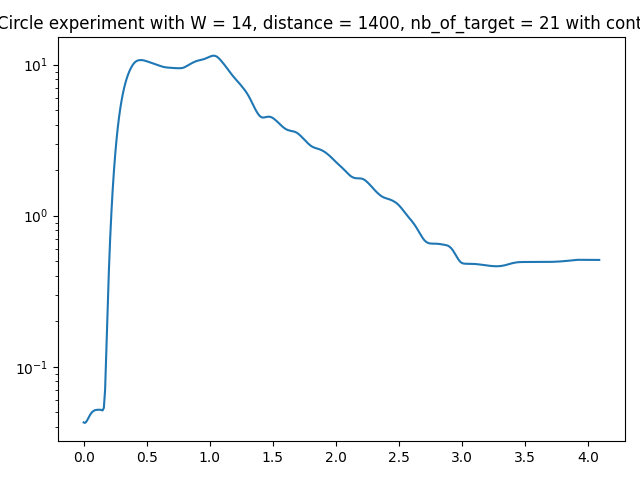 Circle experiment with W = 14, distance = 1400, nb_of_target = 21 with cont
10¹
10⁰
10⁻¹
0.0 0.5 1.0 1.5 2.0 2.5 3.0 3.5 4.0